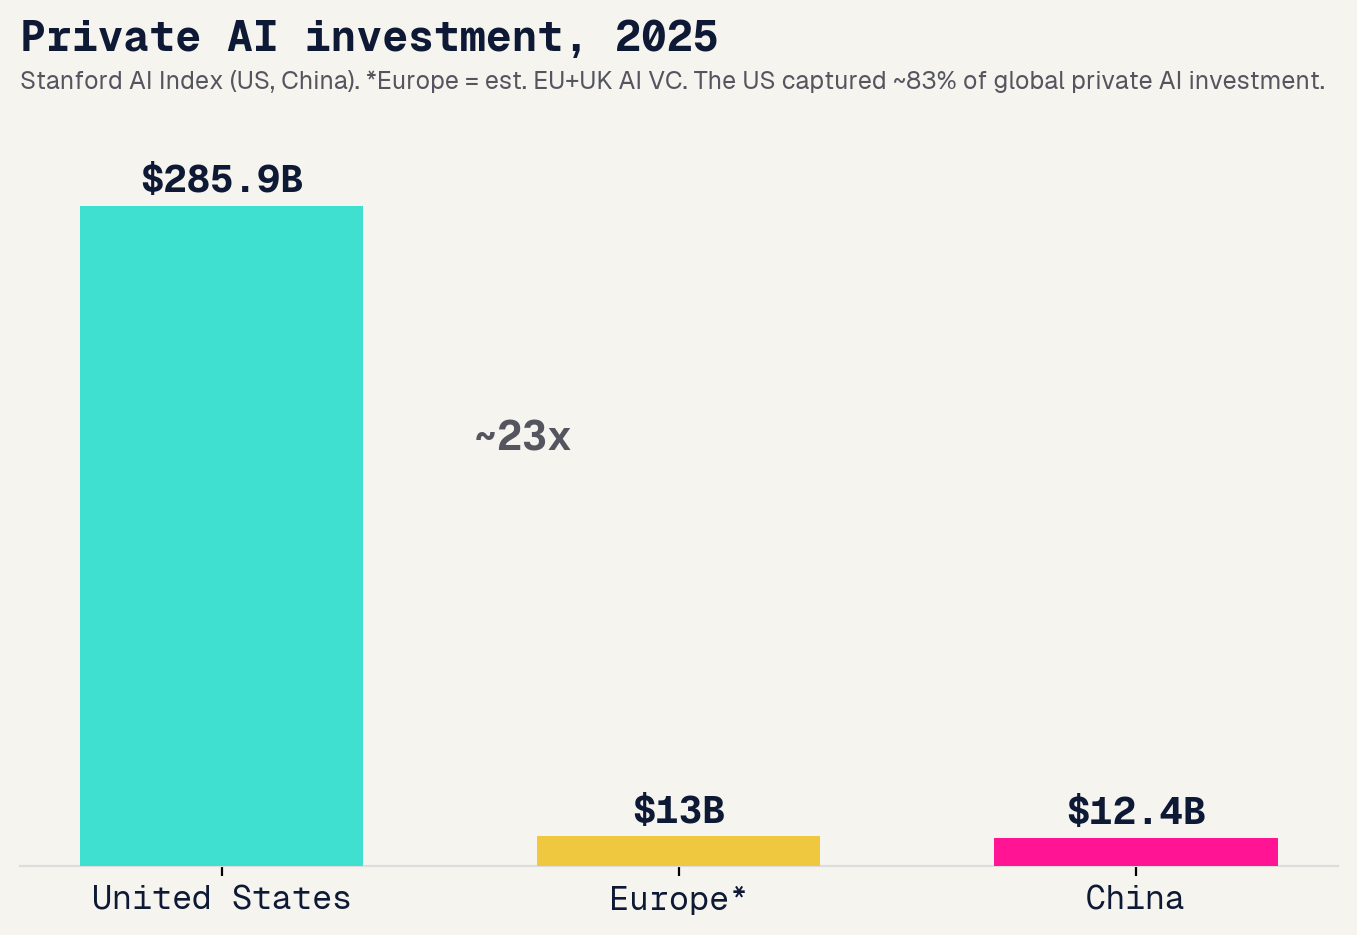 Private AI investment, 2025
Stanford AI Index (US, China). *Europe = est. EU+UK AI VC. The US captured ~83% of global private AI investment.
$285.9B
~23x
$13B
$12.4B
United States
Europe*
China